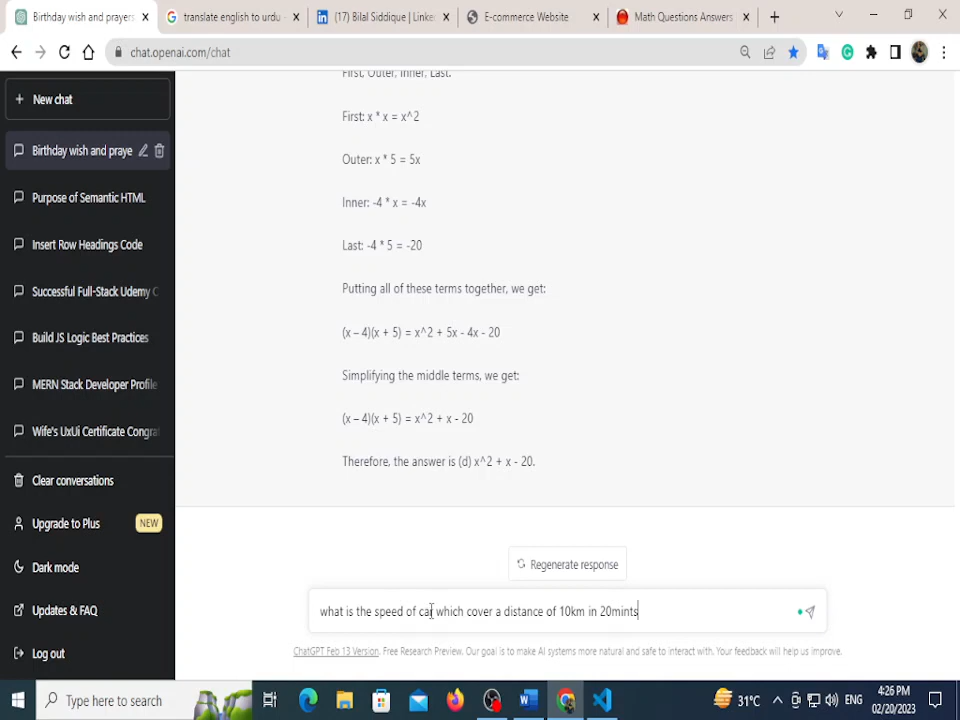 Birthday wish and prayers
translate english to urdu -
(17) Bilal Siddique | Linke
E-commerce Website
Math Questions Answers
chat.openai.com/chat
New chat
Birthday wish and praye
Purpose of Semantic HTML
Insert Row Headings Code
Successful Full-Stack Udemy C
Build JS Logic Best Practices
MERN Stack Developer Profile
Wife's UxUi Certificate Congra
Clear conversations
Upgrade to Plus NEW
Dark mode
Updates & FAQ
Log out
First, Outer, Inner, Last.
First: x * x = x^2
Outer: x * 5 = 5x
Inner: -4 * x = -4x
Last: -4 * 5 = -20
Putting all of these terms together, we get:
(x – 4)(x + 5) = x^2 + 5x - 4x - 20
Simplifying the middle terms, we get:
(x – 4)(x + 5) = x^2 + x - 20
Therefore, the answer is (d) x^2 + x - 20.
Regenerate response
what is the speed of car which cover a distance of 10km in 20mints
ChatGPT Feb 13 Version. Free Research Preview. Our goal is to make AI systems more natural and safe to interact with. Your feedback will help us improve.
Type here to search
31°C
ENG
4:26 PM
02/20/2023